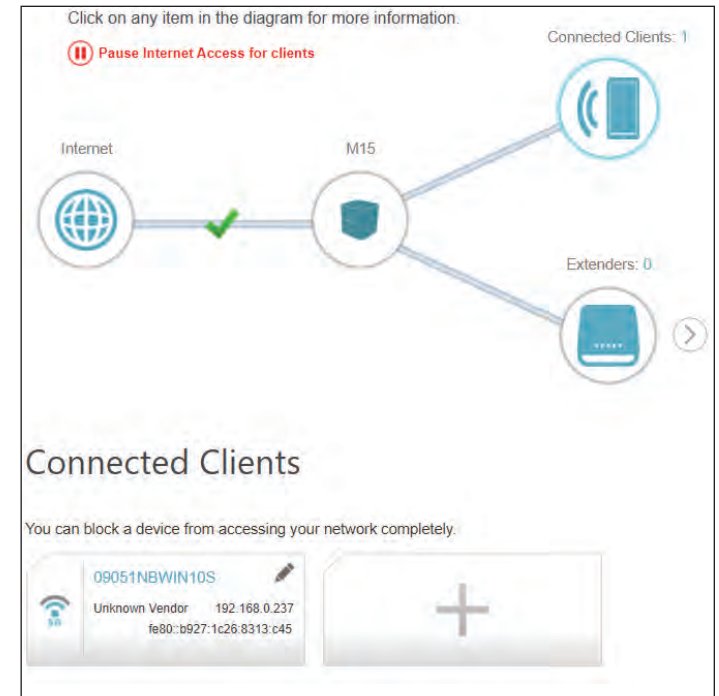 Click on any item in the diagram for more information.
Pause Internet Access for clients
Connected Clients: 1
Internet
M15
Extenders: 0
Connected Clients
You can block a device from accessing your network completely.
09051NBWIN10S
Unknown Vendor 192.168.0.237
fe80::b927:1c26:8313:c45